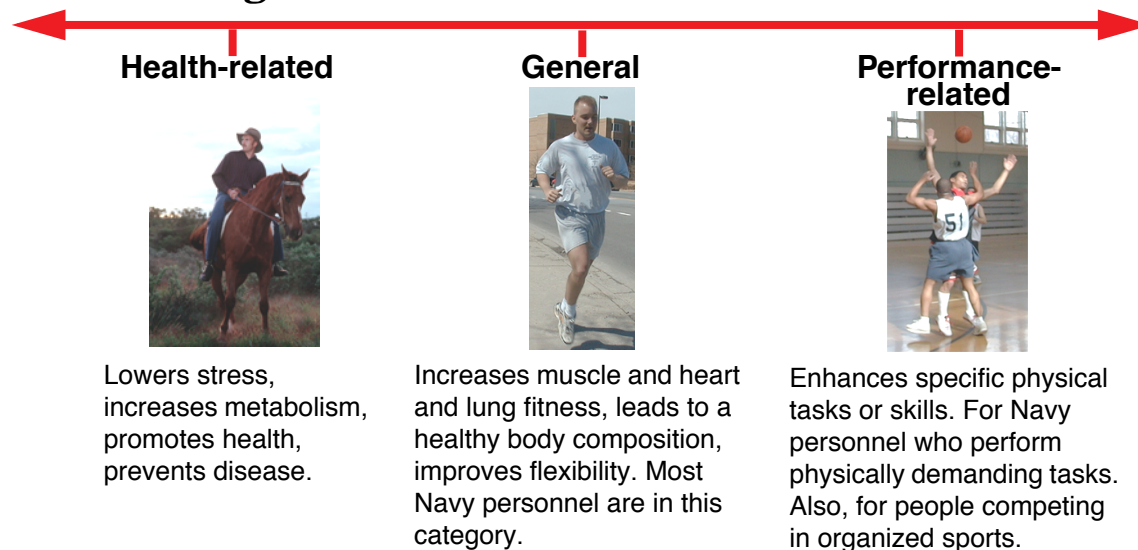 Health-related
General
Performance-
related
51
Lowers stress,
increases metabolism,
promotes health,
prevents disease.
Increases muscle and heart
and lung fitness, leads to a
healthy body composition,
improves flexibility. Most
Navy personnel are in this
category.
Enhances specific physical
tasks or skills. For Navy
personnel who perform
physically demanding tasks.
Also, for people competing
in organized sports.